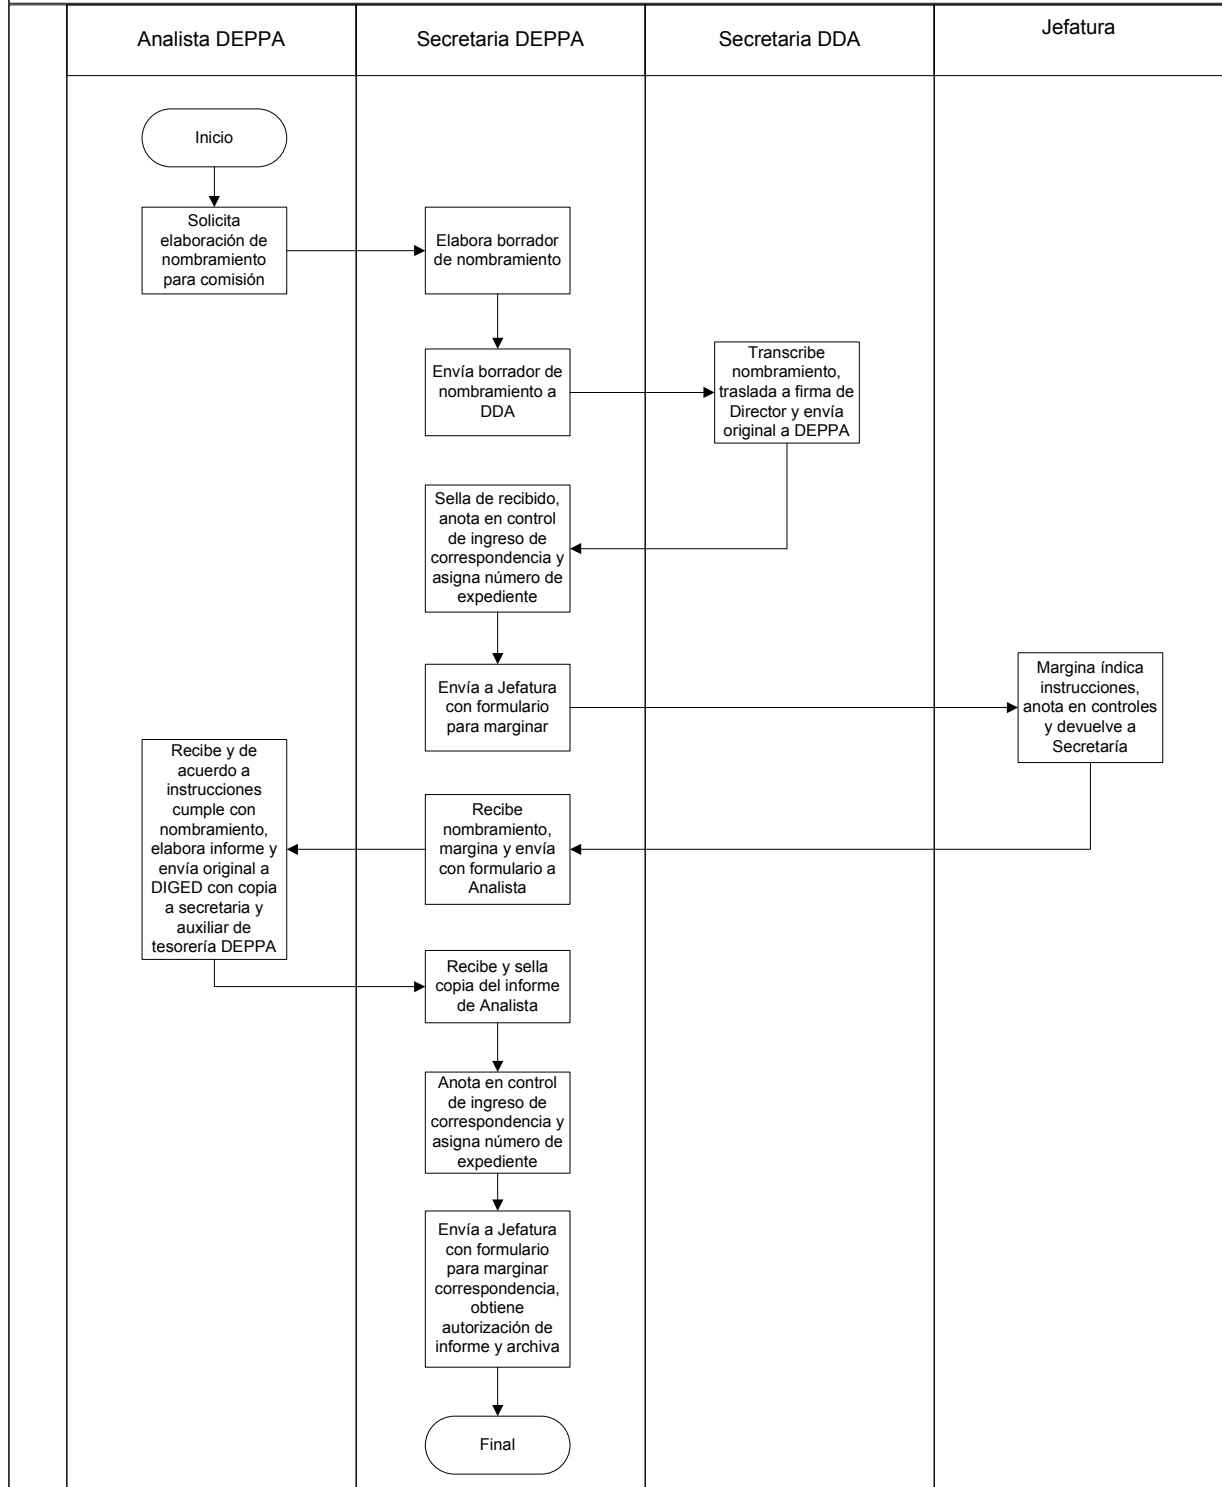 Analista DEPPA
Secretaria DEPPA
Secretaria DDA
Jefatura
Inicio
Solicita
elaboración de
nombramiento
para comisión
Elabora borrador
de nombramiento
Envía borrador de
nombramiento a
DDA
Transcribe
nombramiento,
traslada a firma de
Director y envía
original a DEPPA
Sella de recibido,
anota en control
de ingreso de
correspondencia y
asigna número de
expediente
Envía a Jefatura
con formulario
para marginar
Margina índica
instrucciones,
anota en controles
y devuelve a
Secretaría
Recibe
nombramiento,
margina y envía
con formulario a
Analista
Recibe y de
acuerdo a
instrucciones
cumple con
nombramiento,
elabora informe y
envía original a
DIGED con copia
a secretaria y
auxiliar de
tesorería DEPPA
Recibe y sella
copia del informe
de Analista
Anota en control
de ingreso de
correspondencia y
asigna número de
expediente
Envía a Jefatura
con formulario
para marginar
correspondencia,
obtiene
autorización de
informe y archiva
Final